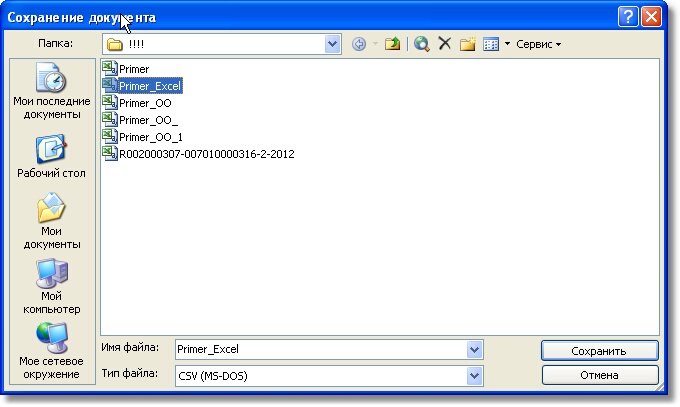 Сохранение документа
Папка: !!!! Сервис
Мои последние документы
Рабочий стол
Мои документы
Мой компьютер
Мое сетевое окружение
Primer
Primer_Excel
Primer_OO
Primer_OO_
Primer_OO_1
R002000307-007010000316-2-2012
Имя файла: Primer_Excel
Сохранить
Тип файла: CSV (MS-DOS)
Отмена